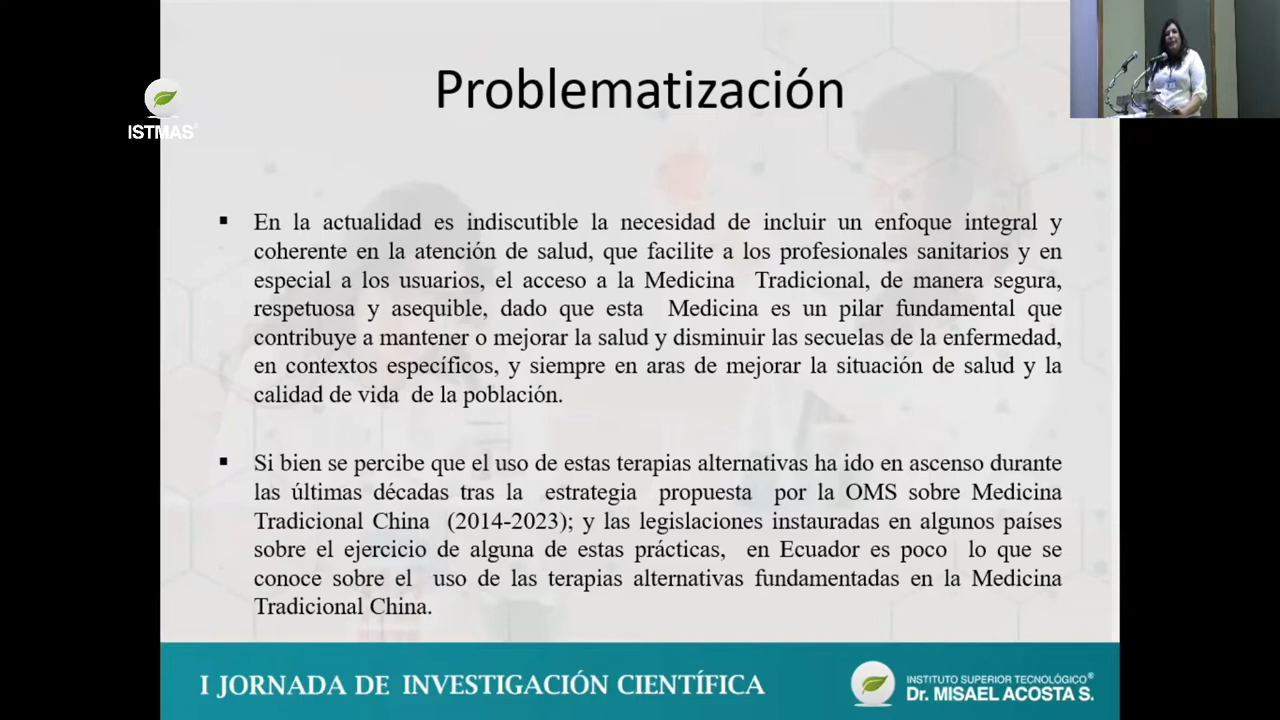 Problematización
ISTMAS®
▪ En la actualidad es indiscutible la necesidad de incluir un enfoque integral y
coherente en la atención de salud, que facilite a los profesionales sanitarios y en
especial a los usuarios, el acceso a la Medicina Tradicional, de manera segura,
respetuosa y asequible, dado que esta Medicina es un pilar fundamental que
contribuye a mantener o mejorar la salud y disminuir las secuelas de la enfermedad,
en contextos específicos, y siempre en aras de mejorar la situación de salud y la
calidad de vida de la población.
▪ Si bien se percibe que el uso de estas terapias alternativas ha ido en ascenso durante
las últimas décadas tras la estrategia propuesta por la OMS sobre Medicina
Tradicional China (2014-2023); y las legislaciones instauradas en algunos países
sobre el ejercicio de alguna de estas prácticas, en Ecuador es poco lo que se
conoce sobre el uso de las terapias alternativas fundamentadas en la Medicina
Tradicional China.
I JORNADA DE INVESTIGACIÓN CIENTÍFICA
INSTITUTO SUPERIOR TECNOLÓGICO®
Dr. MISAEL ACOSTA S.